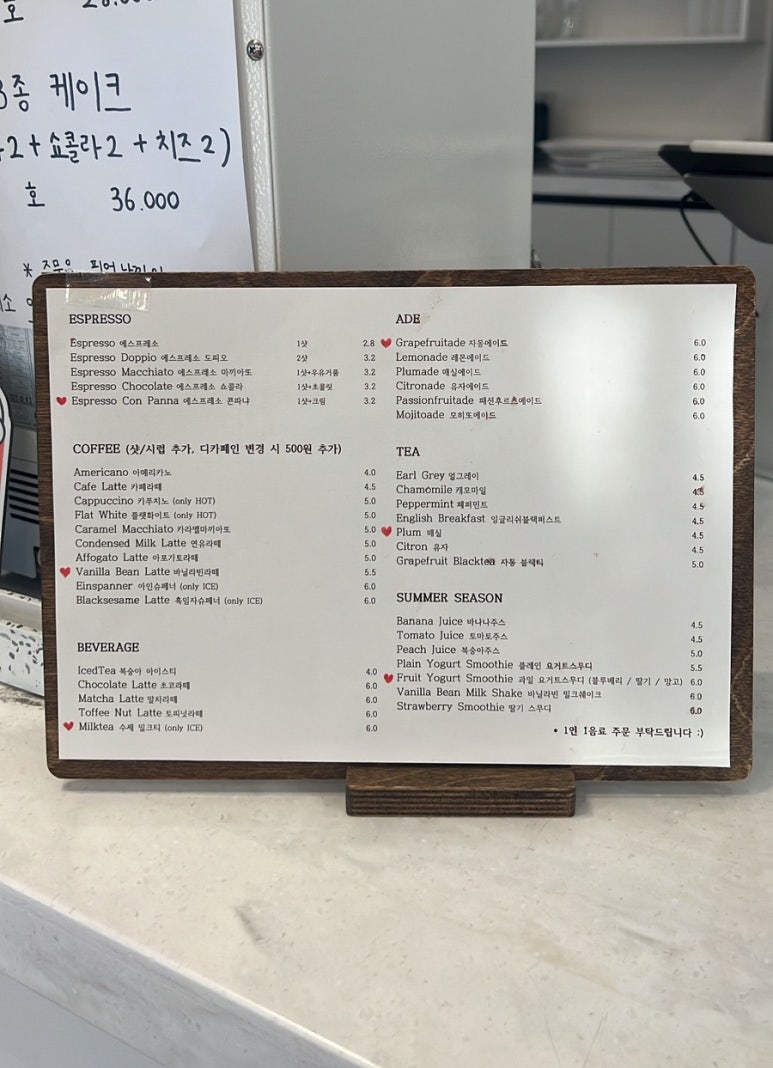 호
3종 케이크
2 + 쇼콜라 2 + 치즈 2)
호 36.000
ESPRESSO
Espresso 에스프레소 1샷 2.8
Espresso Doppio 에스프레소 도피오 2샷 3.2
Espresso Macchiato 에스프레소 마끼아또 1샷+우유거품 3.2
Espresso Chocolate 에스프레소 쇼콜라 1샷+초콜릿 3.2
Espresso Con Panna 에스프레소 콘파냐 1샷+크림 3.2
COFFEE (샷/시럽 추가, 디카페인 변경 시 500원 추가)
Americano 아메리카노 4.0
Cafe Latte 카페라떼 4.5
Cappuccino 카푸치노 (only HOT) 5.0
Flat White 플랫화이트 (only HOT) 5.0
Caramel Macchiato 카라멜마끼아또 5.0
Condensed Milk Latte 연유라떼 5.0
Affogato Latte 아포가토라떼 5.0
Vanilla Bean Latte 바닐라빈라떼 5.5
Einspanner 아인슈페너 (only ICE) 6.0
Blacksesame Latte 흑임자슈페너 (only ICE) 6.0
BEVERAGE
IcedTea 복숭아 아이스티 4.0
Chocolate Latte 초코라떼 6.0
Matcha Latte 말차라떼 6.0
Toffee Nut Latte 토피넛라떼 6.0
Milktea 수제 밀크티 (only ICE) 6.0
ADE
Grapefruitade 자몽에이드 6.0
Lemonade 레몬에이드 6.0
Plumade 매실에이드 6.0
Citronade 유자에이드 6.0
Passionfruitade 패션후르츠에이드 6.0
Mojitoade 모히또에이드 6.0
TEA
Earl Grey 얼그레이 4.5
Chamomile 캐모마일 4.5
Peppermint 페퍼민트 4.5
English Breakfast 잉글리쉬블랙퍼스트 4.5
Plum 매실 4.5
Citron 유자 4.5
Grapefruit Blacktea 자몽 블랙티 5.0
SUMMER SEASON
Banana Juice 바나나주스 4.5
Tomato Juice 토마토주스 4.5
Peach Juice 복숭아주스 5.0
Plain Yogurt Smoothie 플레인 요거트스무디 5.5
Fruit Yogurt Smoothie 과일 요거트스무디 (블루베리 / 딸기 / 망고) 6.0
Vanilla Bean Milk Shake 바닐라빈 밀크쉐이크 6.0
Strawberry Smoothie 딸기 스무디 6.0
• 1인 1음료 주문 부탁드립니다 :)